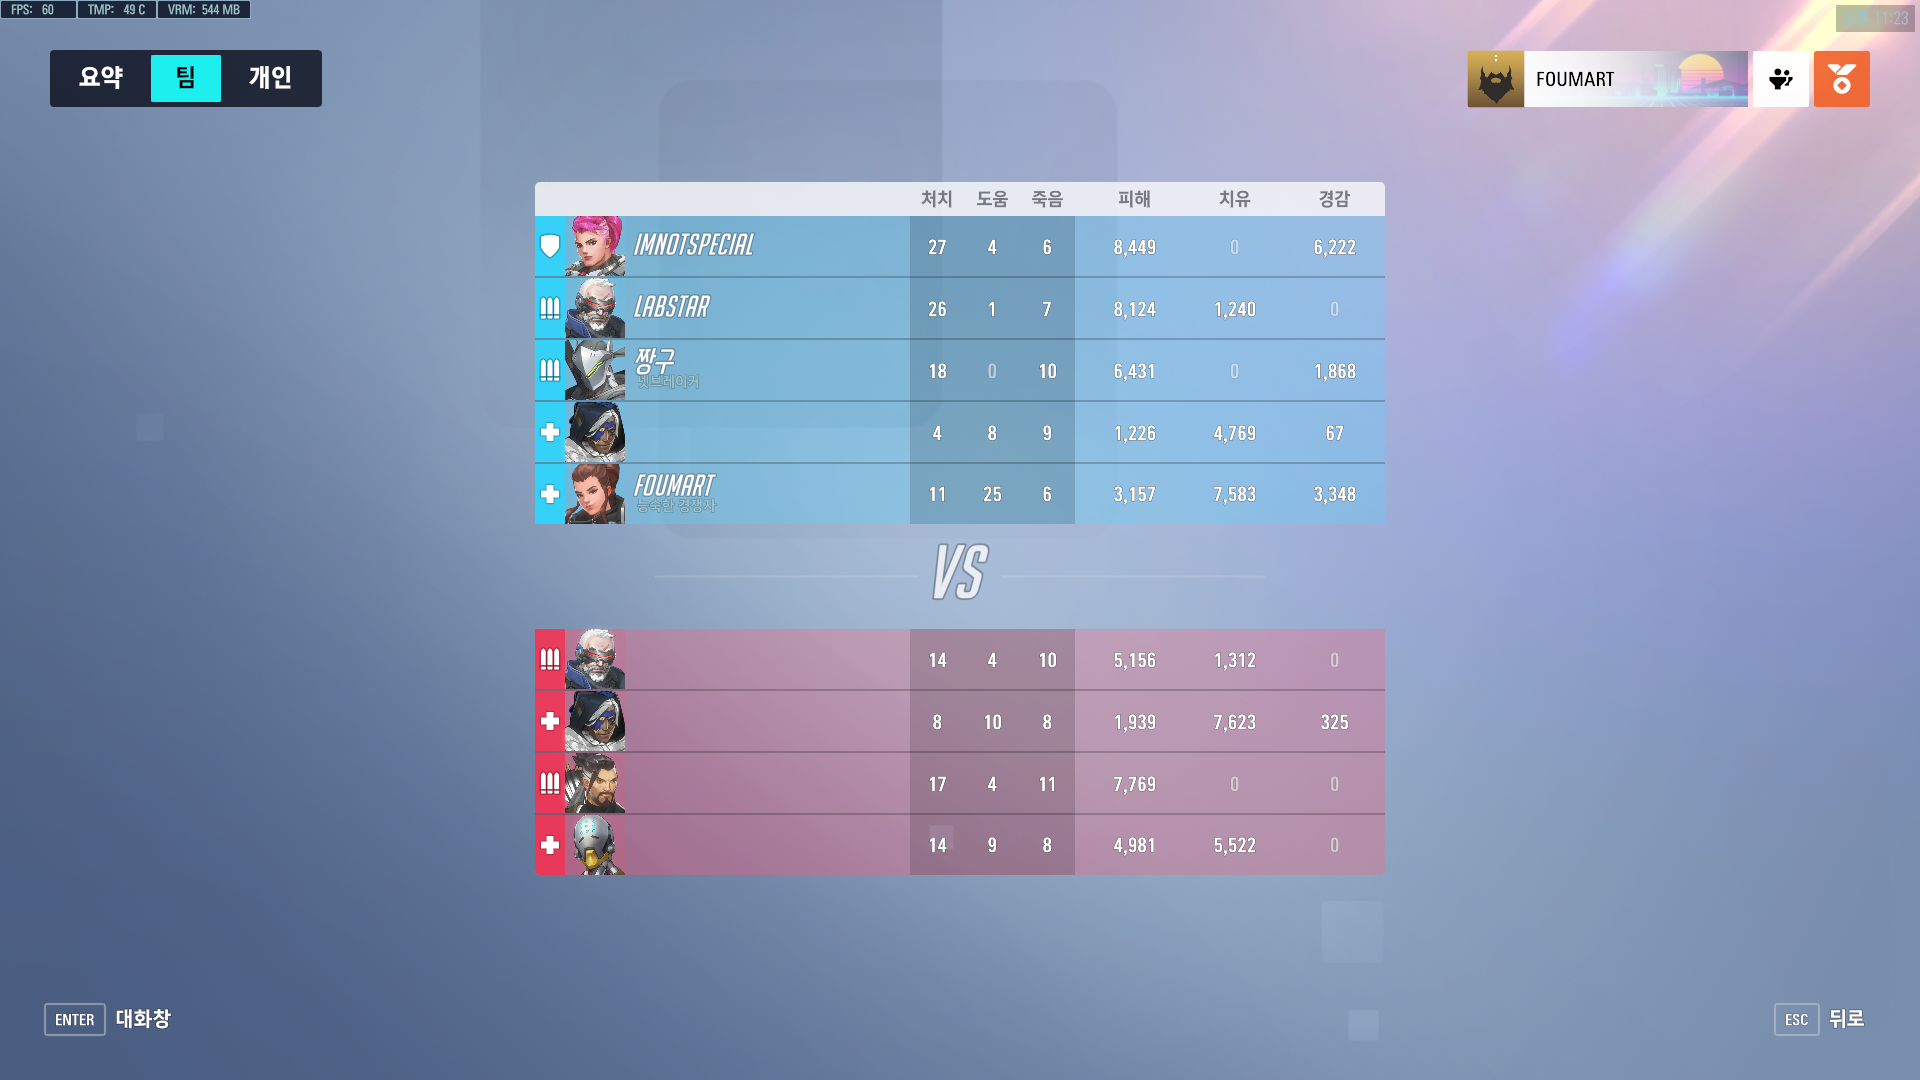 FPS: 60 TMP: 49 C VRM: 544 MB
11:23
요약 팀 개인
FOUMART
처치 도움 죽음 피해 치유 경감
IMNOTSPECIAL 27 4 6 8,449 0 6,222
LABSTAR 26 1 7 8,124 1,240 0
짱구 18 0 10 6,431 0 1,868
넷브레이커
4 8 9 1,226 4,769 67
FOUMART 11 25 6 3,157 7,583 3,348
능숙한 경쟁자
VS
14 4 10 5,156 1,312 0
8 10 8 1,939 7,623 325
17 4 11 7,769 0 0
14 9 8 4,981 5,522 0
ENTER 대화창
ESC 뒤로